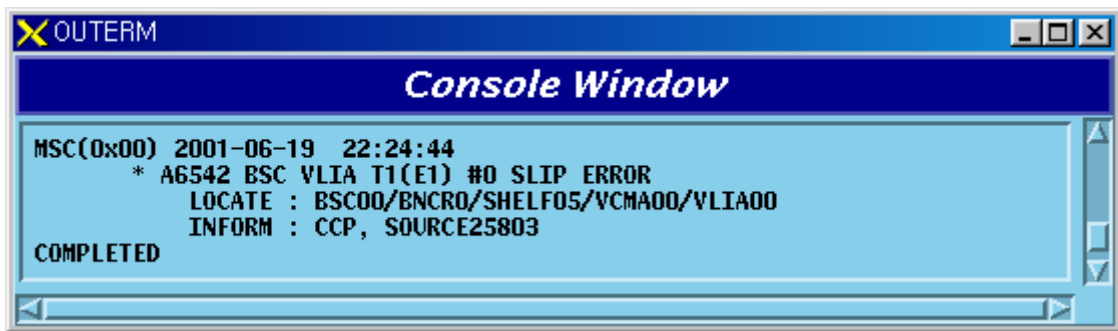 OUTERM
Console Window
MSC(0x00) 2001-06-19 22:24:44
* A6542 BSC VLIA T1(E1) #0 SLIP ERROR
LOCATE : BSC00/BNCR0/SHELF05/VCMA00/VLIA00
INFORM : CCP, SOURCE25803
COMPLETED